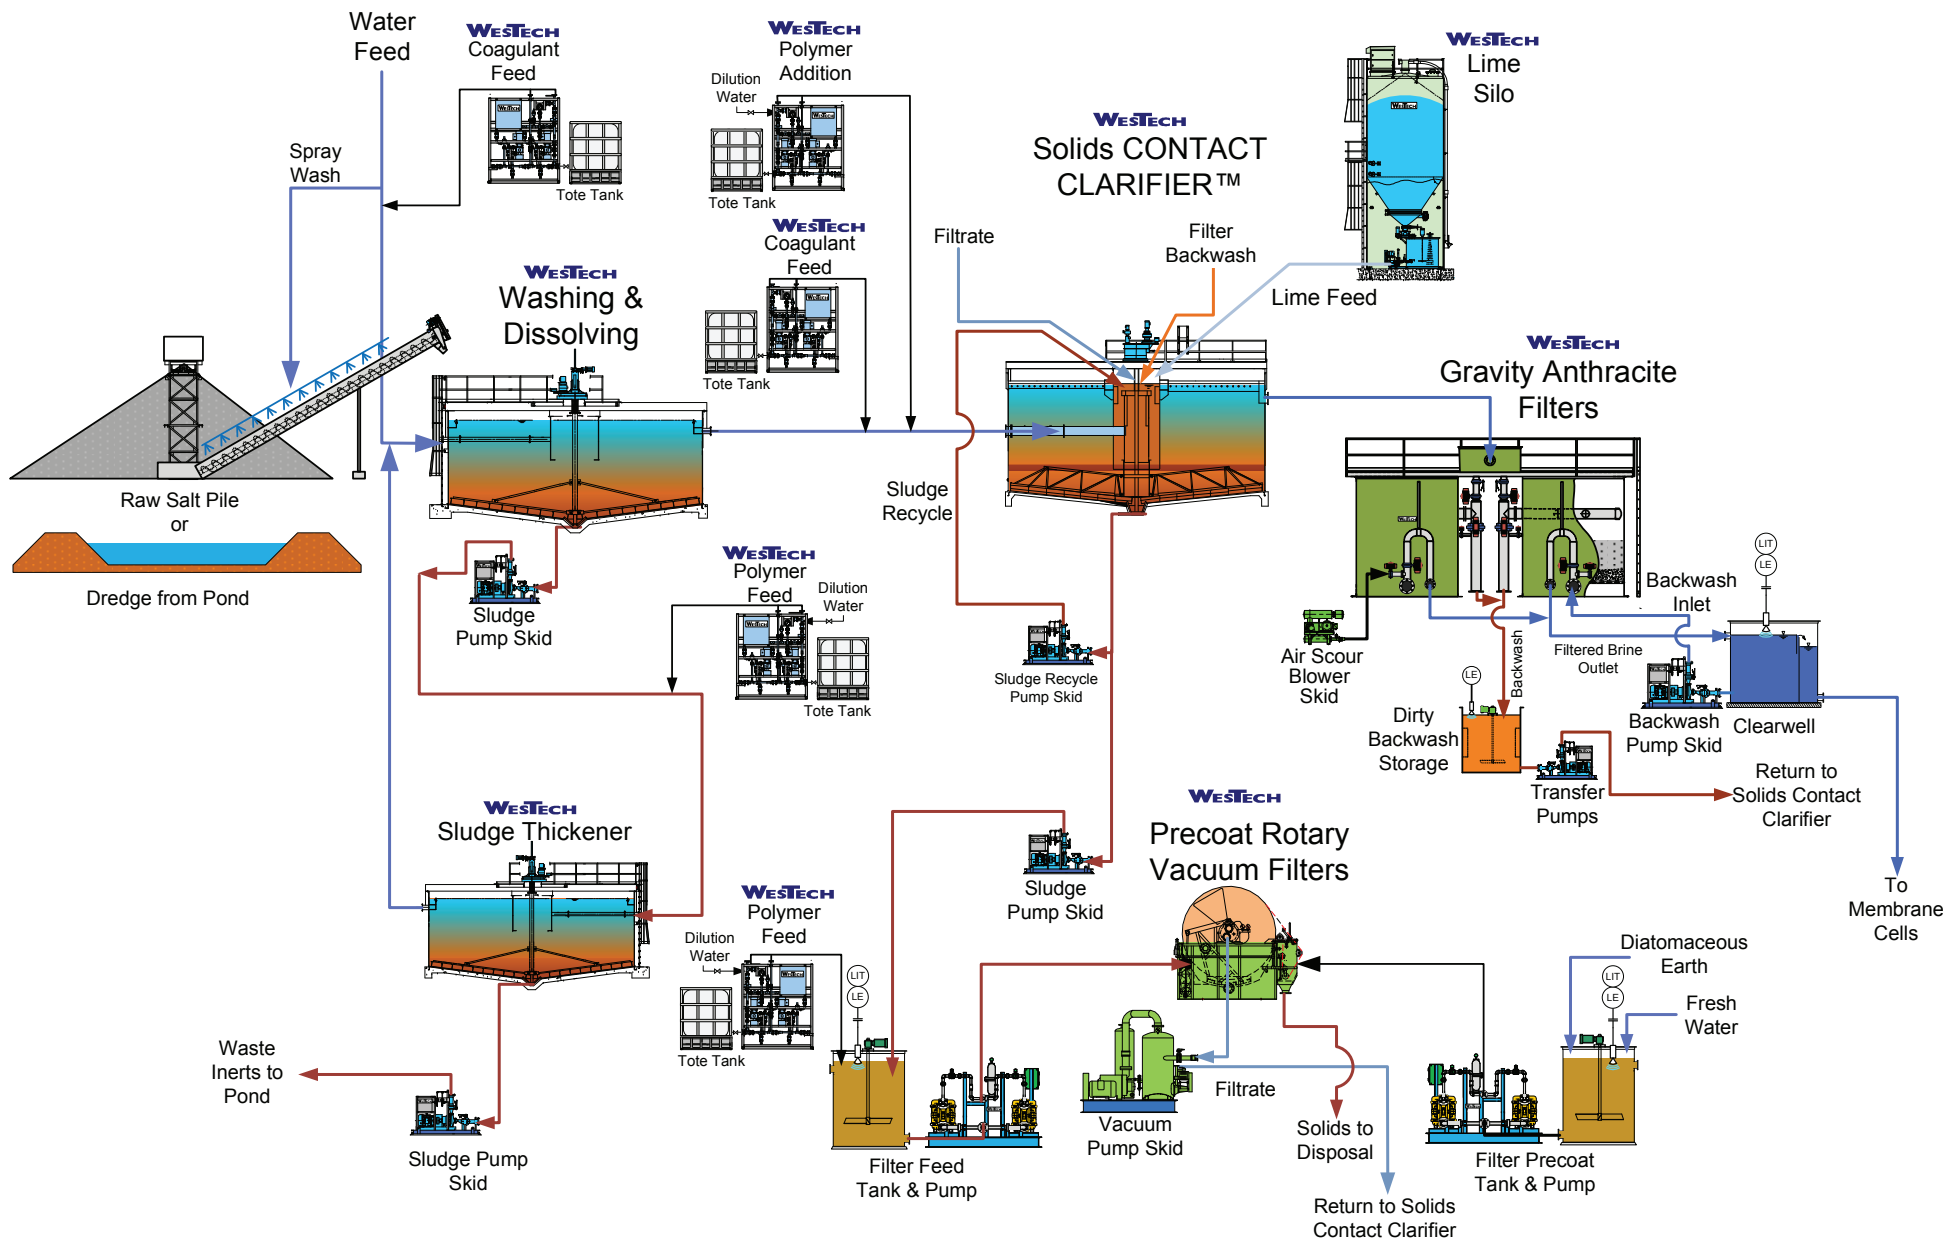 Water
Feed
WESTECH
Coagulant
Feed
Tote Tank
WESTECH
Polymer
Addition
Dilution
Water
Tote Tank
WESTECH
Solids CONTACT
CLARIFIER™
WESTECH
Lime
Silo
Spray
Wash
WESTECH
Coagulant
Feed
Tote Tank
Filtrate
Filter
Backwash
Lime Feed
WESTECH
Washing &
Dissolving
WESTECH
Gravity Anthracite
Filters
Raw Salt Pile
or
Dredge from Pond
Sludge
Recycle
Sludge
Pump Skid
WESTECH
Polymer
Feed
Dilution
Water
Tote Tank
Sludge Recycle
Pump Skid
Air Scour
Blower
Skid
Backwash
Backwash
Inlet
LIT
LE
Filtered Brine
Outlet
Backwash
Pump Skid
Clearwell
LE
Dirty
Backwash
Storage
Transfer
Pumps
Return to
Solids Contact
Clarifier
To
Membrane
Cells
WESTECH
Sludge Thickener
Sludge
Pump Skid
WESTECH
Precoat Rotary
Vacuum Filters
WESTECH
Polymer
Feed
Dilution
Water
Tote Tank
LIT
LE
Diatomaceous
Earth
LIT
LE
Fresh
Water
Waste
Inerts to
Pond
Sludge Pump
Skid
Filter Feed
Tank & Pump
Vacuum
Pump Skid
Filtrate
Solids to
Disposal
Return to Solids
Contact Clarifier
Filter Precoat
Tank & Pump